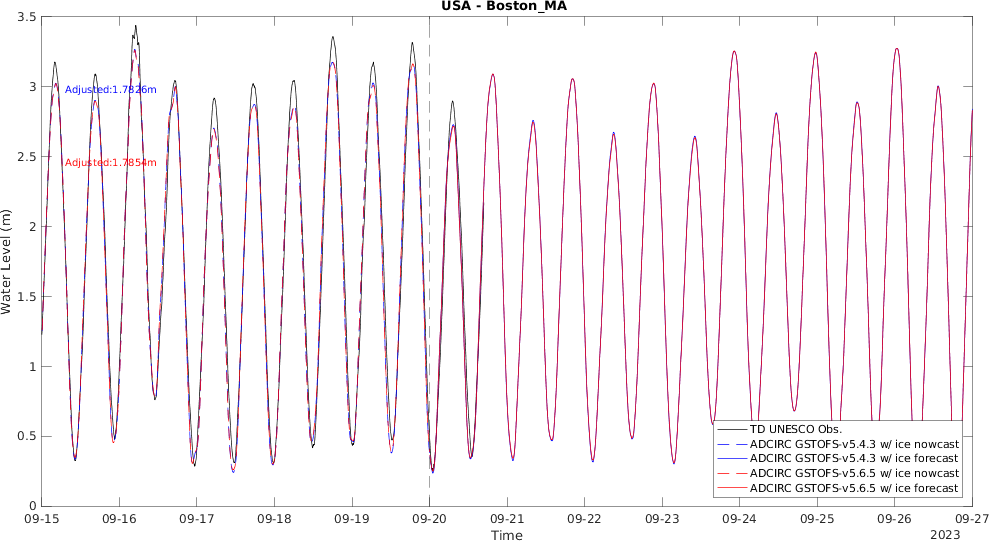 USA - Boston_MA
3.5
3
2.5
2
1.5
1
0.5
0
Water Level (m)
Adjusted:1.7826m
Adjusted:1.7854m
TD UNESCO Obs.
ADCIRC GSTOFS-v5.4.3 w/ ice nowcast
ADCIRC GSTOFS-v5.4.3 w/ ice forecast
ADCIRC GSTOFS-v5.6.5 w/ ice nowcast
ADCIRC GSTOFS-v5.6.5 w/ ice forecast
09-15 09-16 09-17 09-18 09-19 09-20 09-21 09-22 09-23 09-24 09-25 09-26 09-27
Time
2023